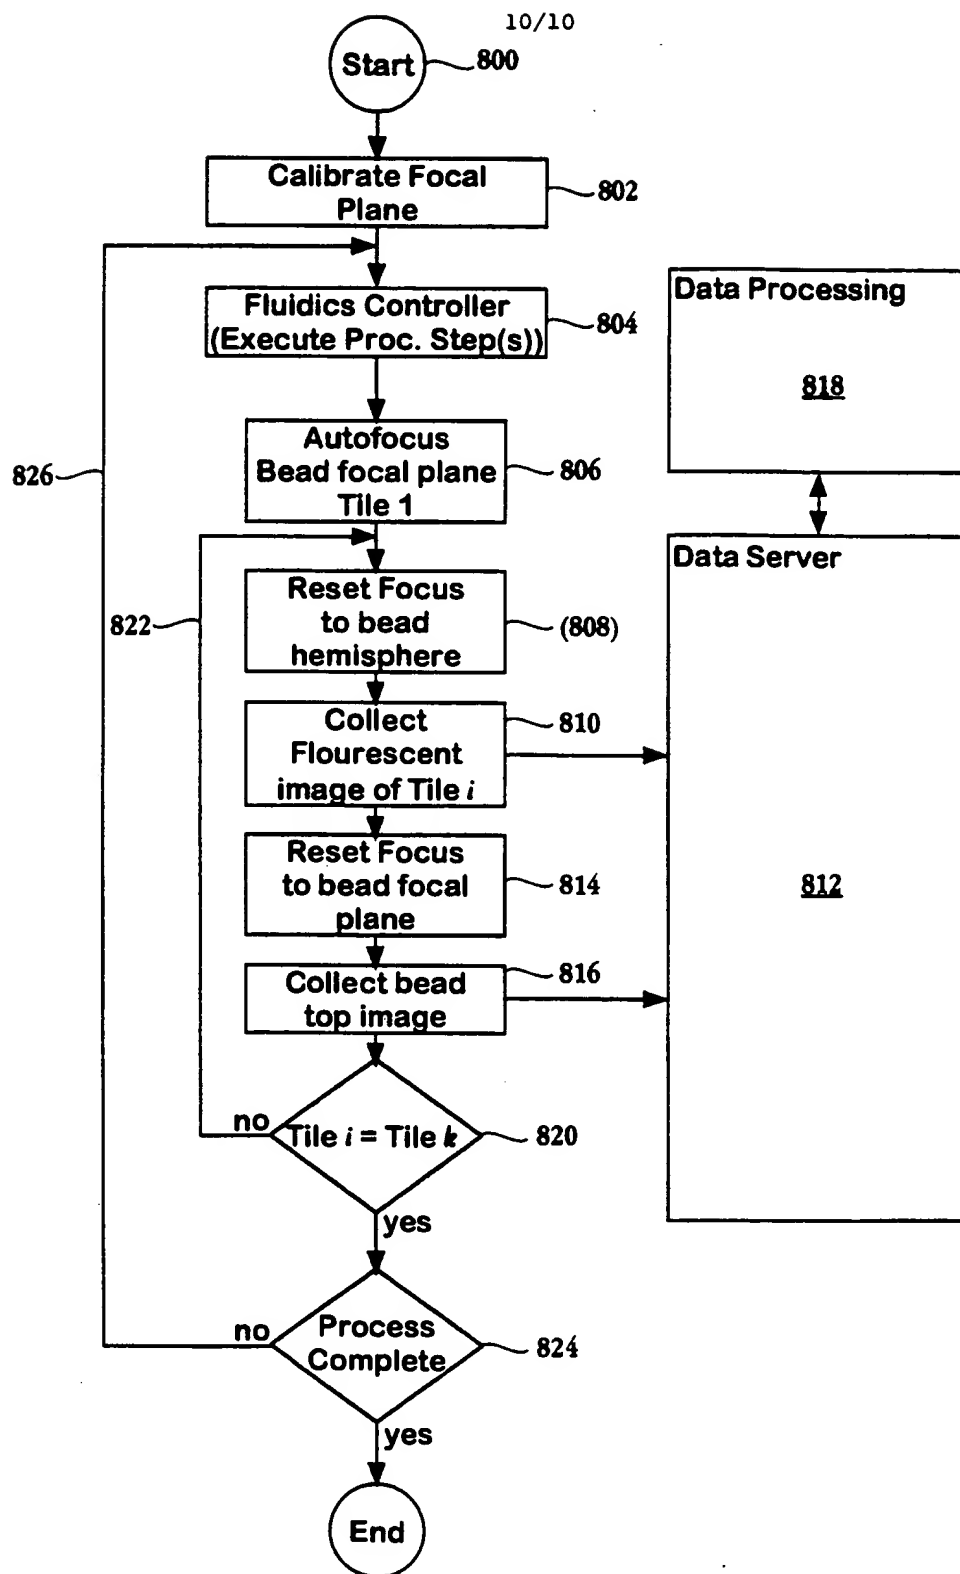 10/10
Start
800
Calibrate Focal
Plane
802
Fluidics Controller
(Execute Proc. Step(s))
804
Autofocus
Bead focal plane
Tile 1
806
826
Reset Focus
to bead
hemisphere
(808)
822
Collect
Flourescent
image of Tile i
810
Reset Focus
to bead focal
plane
814
Collect bead
top image
816
no
Tile i = Tile k
820
yes
no
Process
Complete
824
yes
End
Data Processing
818
Data Server
812